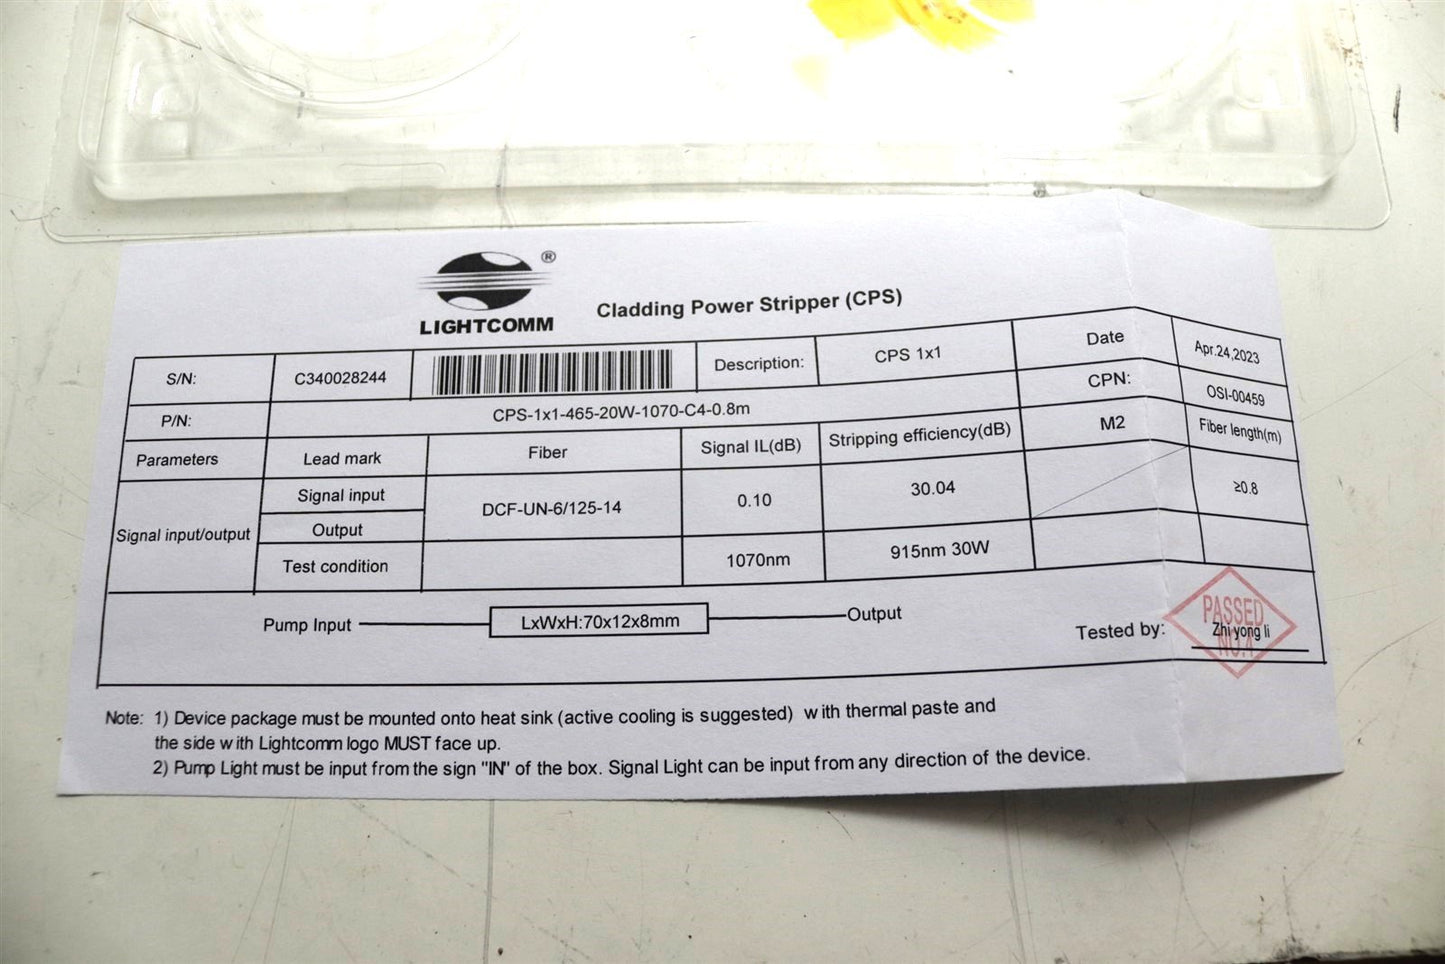 ®
LIGHTCOMM
Cladding Power Stripper (CPS)
S/N: C340028244 Description: CPS 1x1 Date Apr.24,2023
P/N: CPS-1x1-465-20W-1070-C4-0.8m CPN: OSI-00459
Parameters Lead mark Fiber Signal IL(dB) Stripping efficiency(dB) M2 Fiber length(m)
Signal input/output Signal input DCF-UN-6/125-14 0.10 30.04 ≥0.8
Output
Test condition 1070nm 915nm 30W
Pump Input LxWxH:70x12x8mm Output
Tested by: Zhi yong li
PASSED
NO.1
Note: 1) Device package must be mounted onto heat sink (active cooling is suggested) with thermal paste and
the side with Lightcomm logo MUST face up.
2) Pump Light must be input from the sign "IN" of the box. Signal Light can be input from any direction of the device.